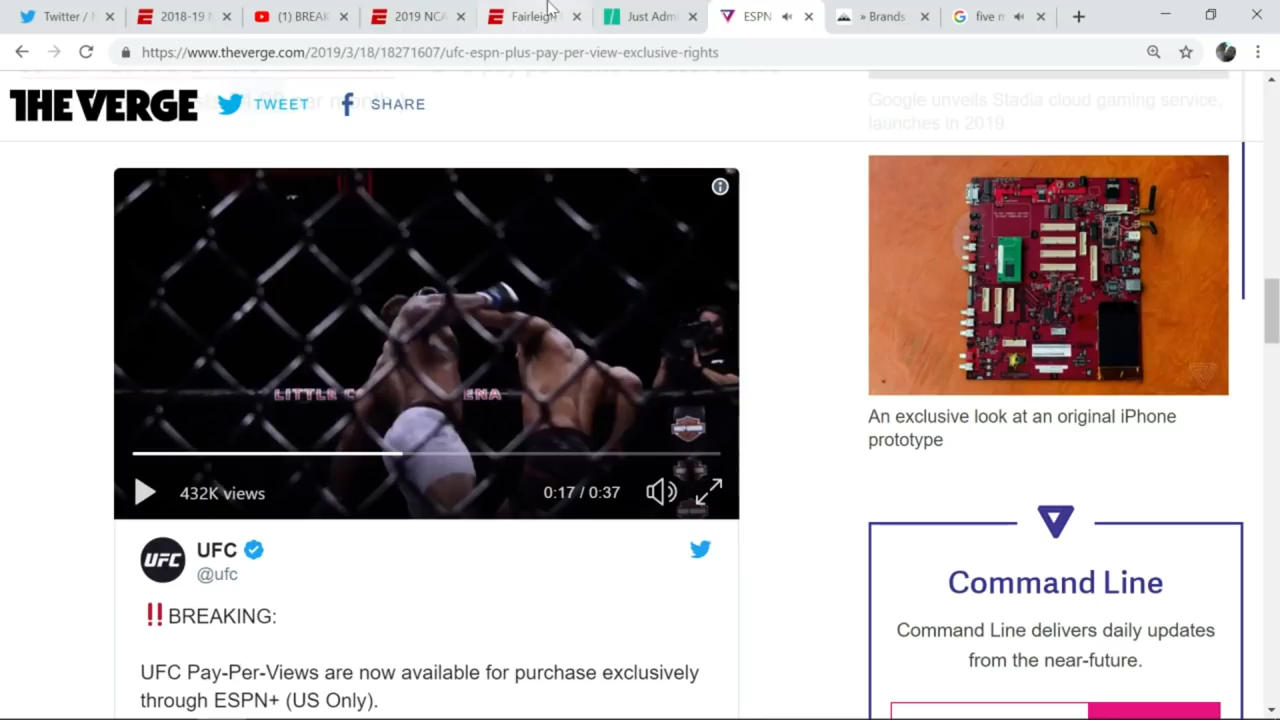 Twitter /
2018-19
(1) BREAK
2019 NCA
Fairleigh
Just Adm
ESPN
» Brands
five m
https://www.theverge.com/2019/3/18/18271607/ufc-espn-plus-pay-per-view-exclusive-rights
THE VERGE TWEET SHARE
Google unveils Stadia cloud gaming service,
launches in 2019
An exclusive look at an original iPhone
prototype
LITTLE
ENA
432K views
0:17 / 0:37
UFC
UFC
@ufc
‼BREAKING:
UFC Pay-Per-Views are now available for purchase exclusively
through ESPN+ (US Only).
Command Line
Command Line delivers daily updates
from the near-future.